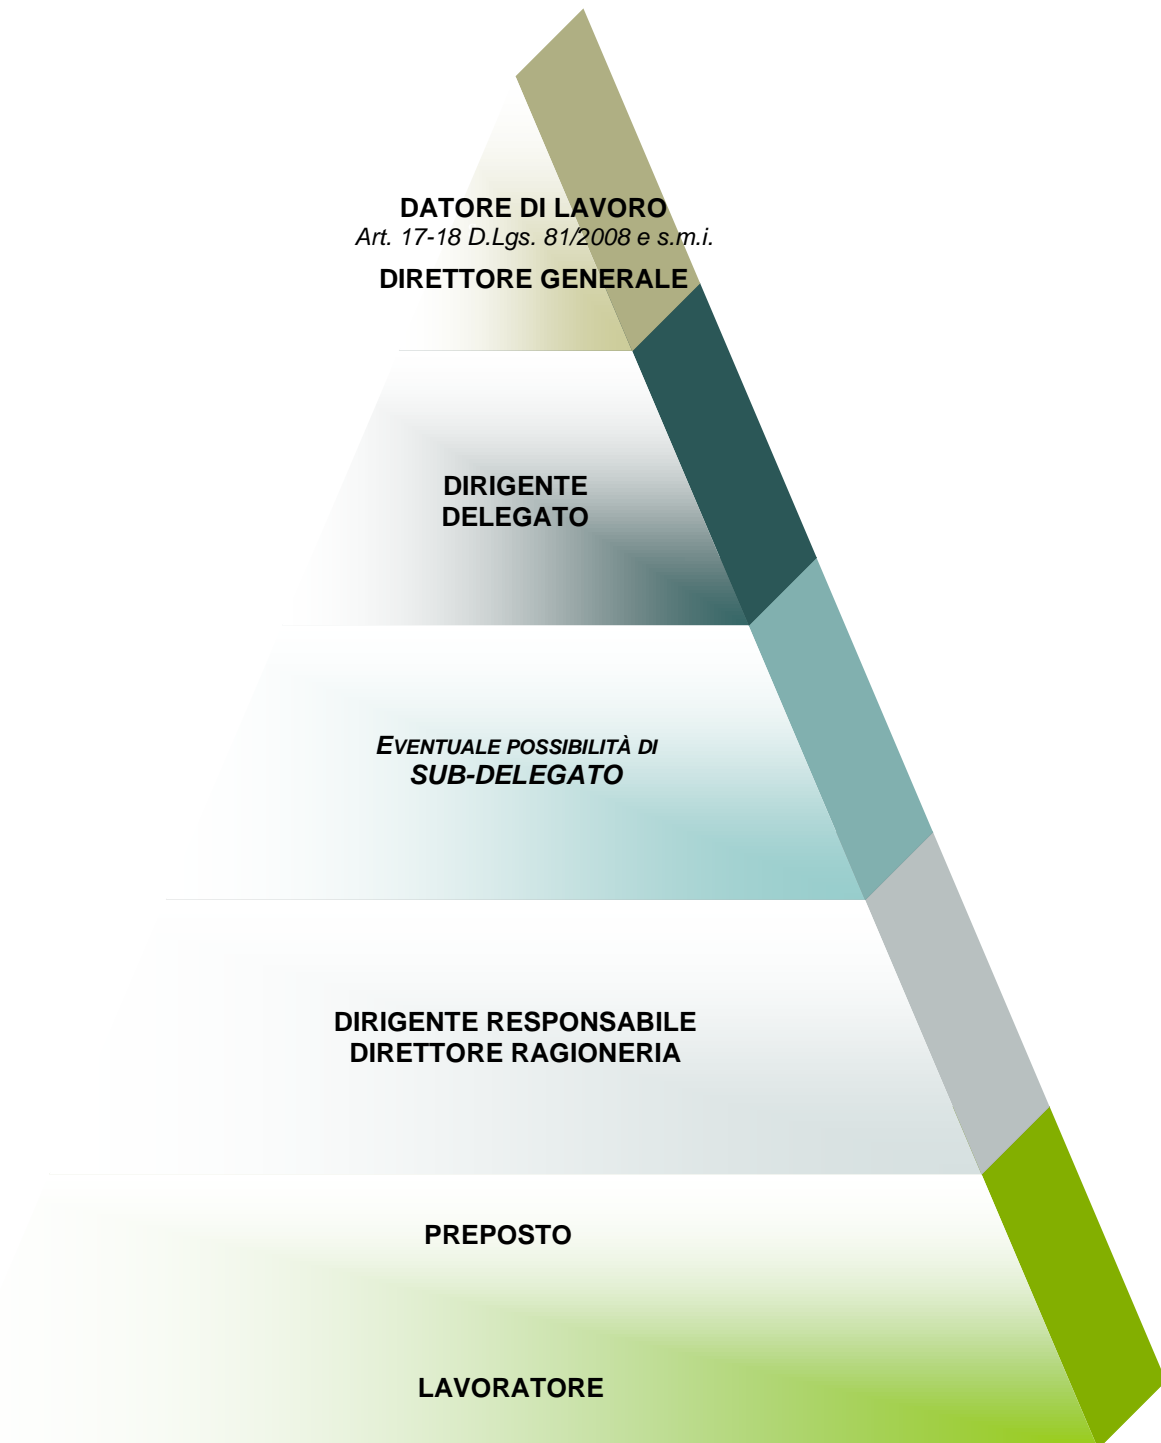 DATORE DI LAVORO
Art. 17-18 D.Lgs. 81/2008 e s.m.i.
DIRETTORE GENERALE
DIRIGENTE
DELEGATO
EVENTUALE POSSIBILITÀ DI
SUB-DELEGATO
DIRIGENTE RESPONSABILE
DIRETTORE RAGIONERIA
PREPOSTO
LAVORATORE